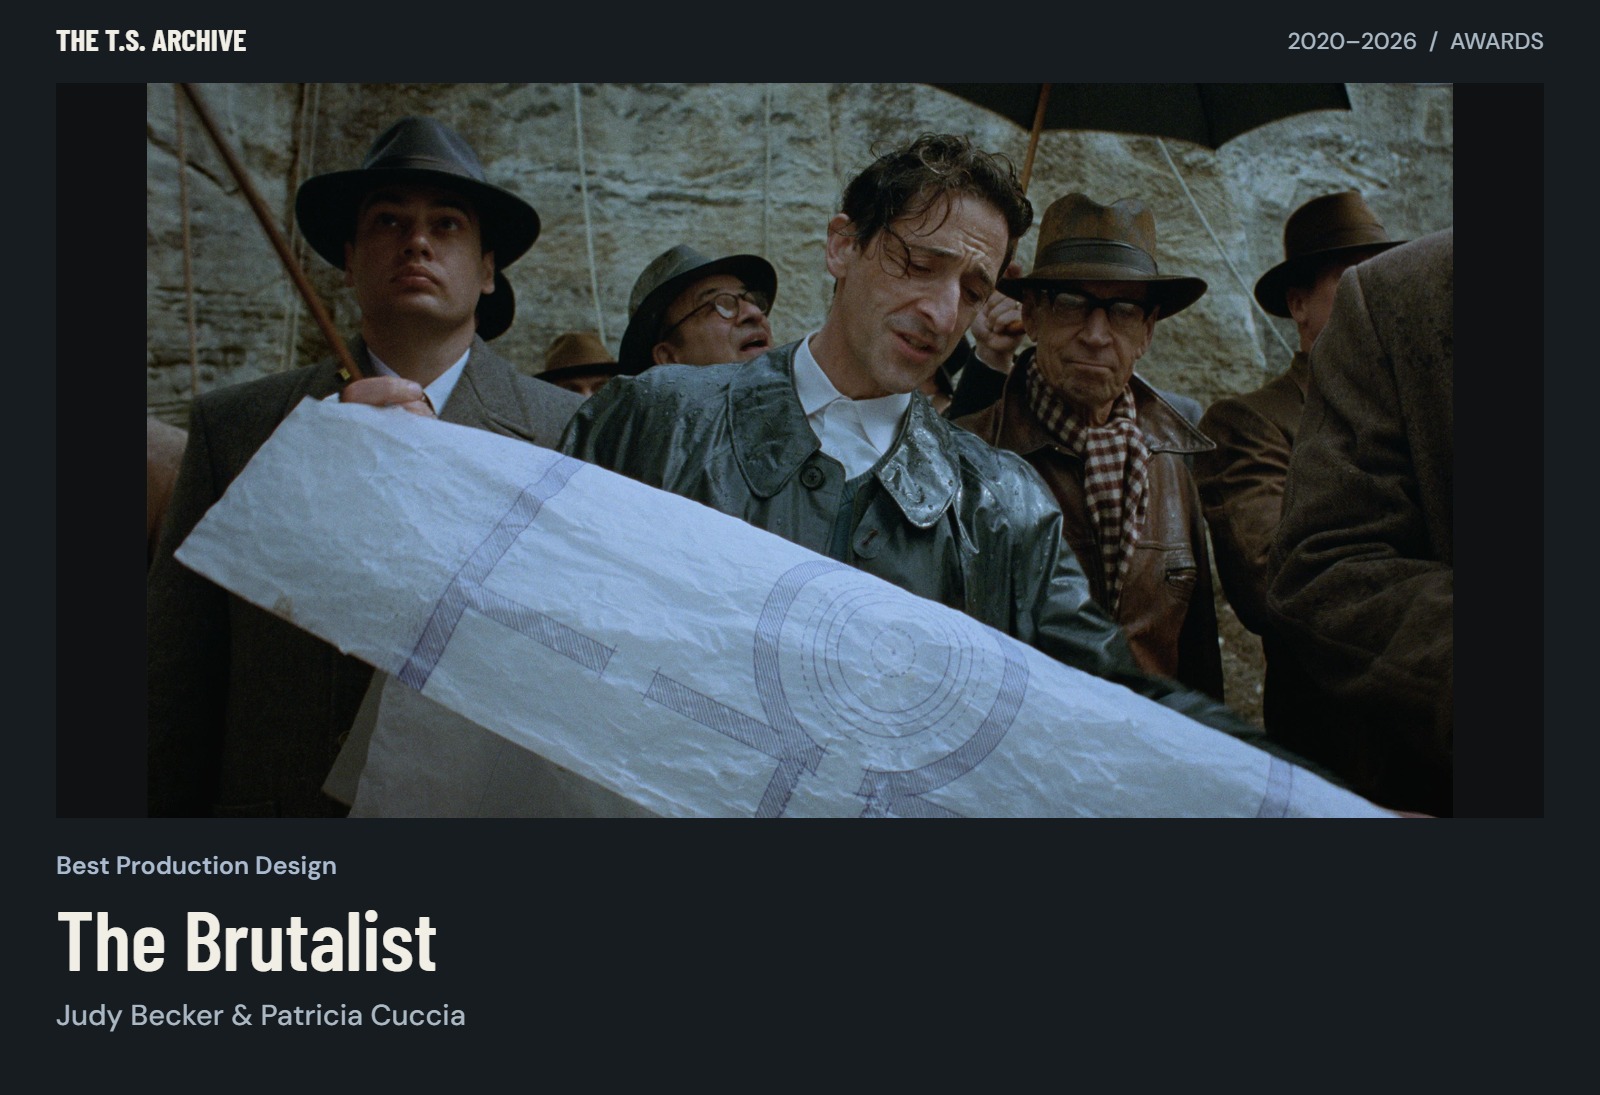 THE T.S. ARCHIVE
2020–2026 / AWARDS
Best Production Design
The Brutalist
Judy Becker & Patricia Cuccia